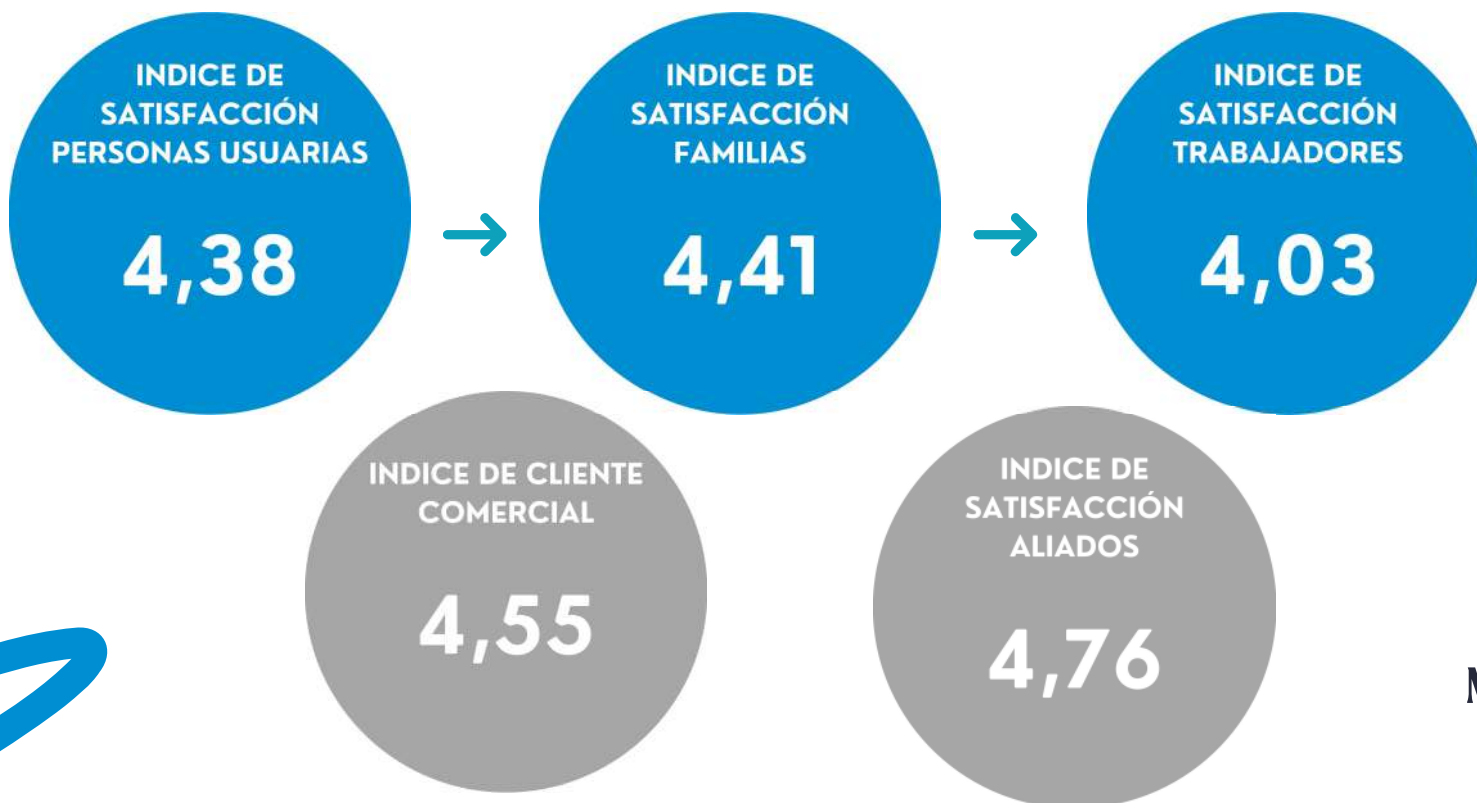 INDICE DE
SATISFACCIÓN
PERSONAS USUARIAS
4,38
INDICE DE
SATISFACCIÓN
FAMILIAS
4,41
INDICE DE
SATISFACCIÓN
TRABAJADORES
4,03
INDICE DE CLIENTE
COMERCIAL
4,55
INDICE DE
SATISFACCIÓN
ALIADOS
4,76